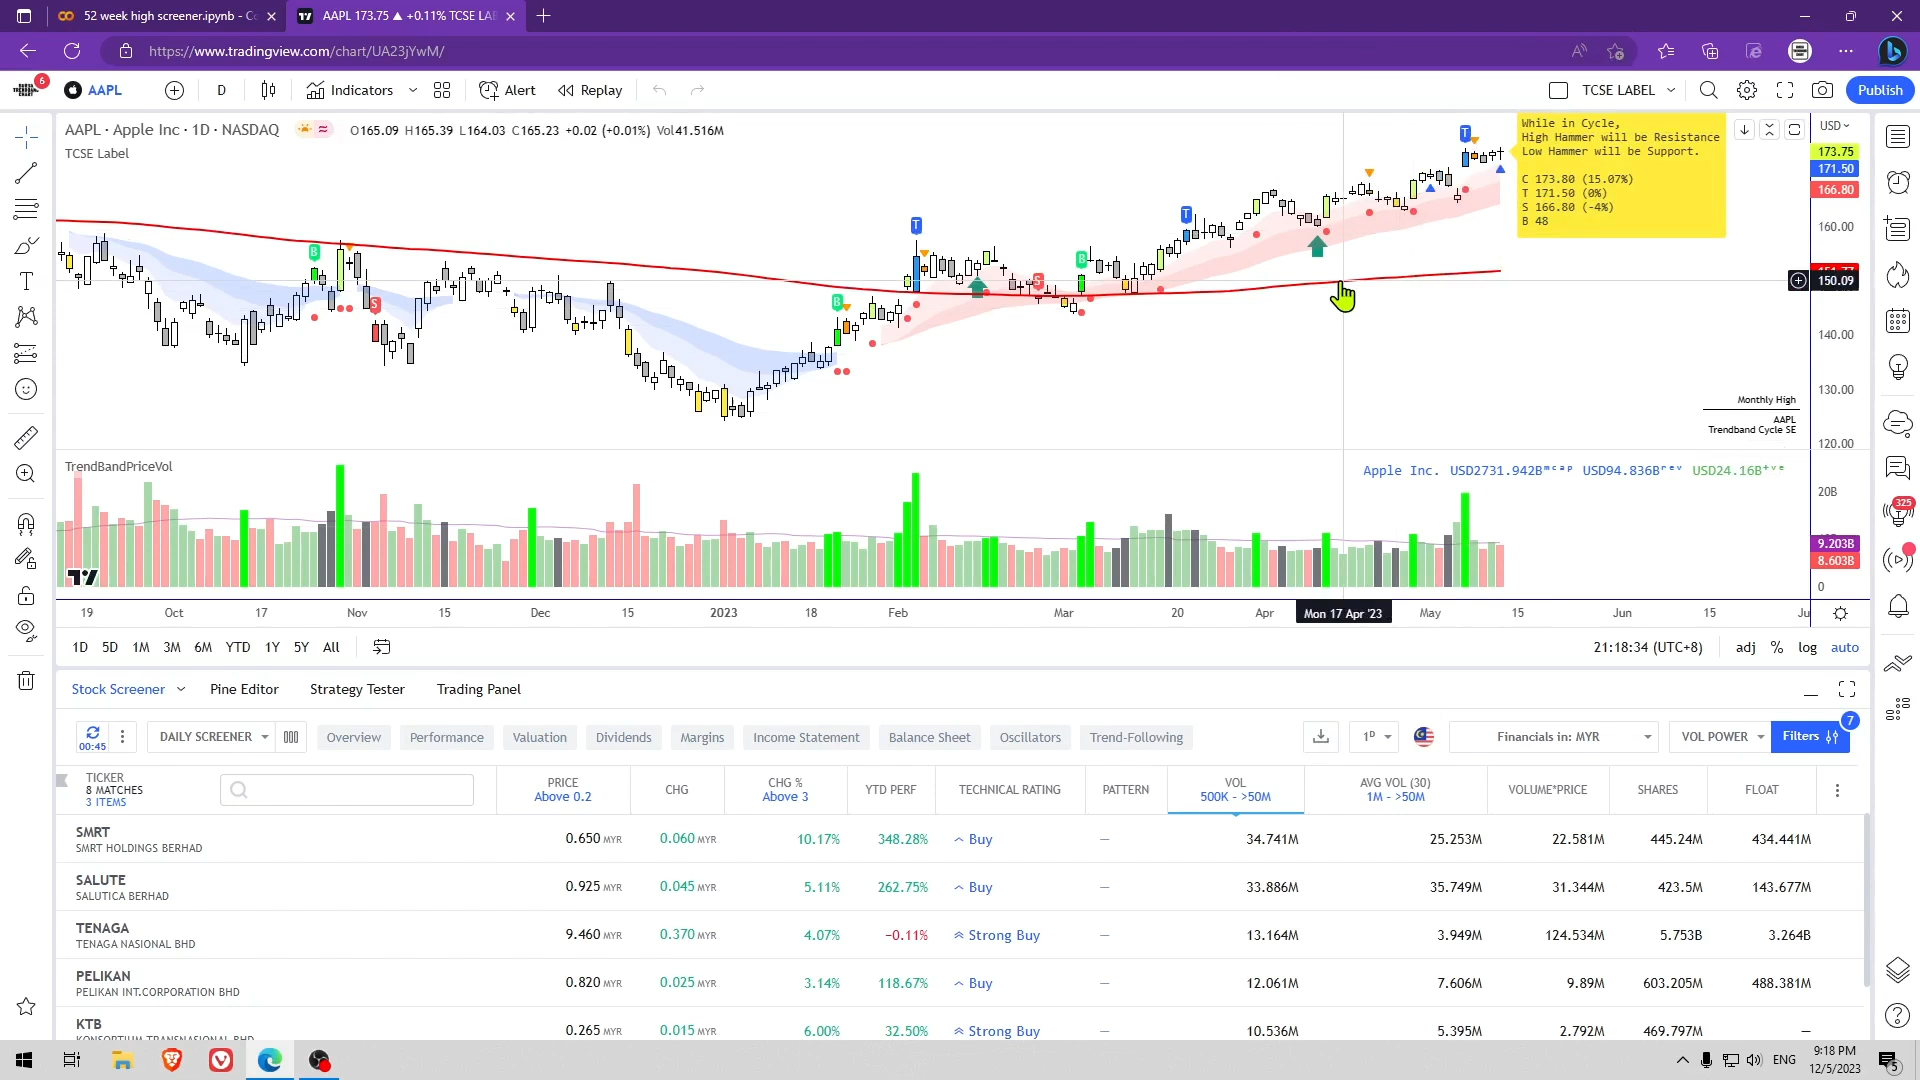 52 week high screener.ipynb - C
AAPL 173.75 ▲ +0.11% TCSE LA
https://www.tradingview.com/chart/UA23jYwM/
6
AAPL
D
Indicators
Alert
Replay
TCSE LABEL
Publish
AAPL · Apple Inc · 1D · NASDAQ
O165.09 H165.39 L164.03 C165.23 +0.02 (+0.01%) Vol41.516M
TCSE Label
While in Cycle,
High Hammer will be Resistance
Low Hammer will be Support.
C 173.80 (15.07%)
T 171.50 (0%)
S 166.80 (-4%)
B 48
USD
173.75
171.50
166.80
160.00
150.09
140.00
130.00
120.00
B
S
B
T
S
B
T
T
Monthly High
AAPL
Trendband Cycle SE
TrendBandPriceVol
Apple Inc. USD2731.942Bᵐᶜᵃᵖ USD94.836Bʳᵉᵛ USD24.16B⁺ᵛᵉ
20B
9.203B
8.603B
0
325
19 Oct 17 Nov 15 Dec 15 2023 18 Feb Mar 20 Apr Mon 17 Apr '23 May 15 Jun 15 Ju
1D 5D 1M 3M 6M YTD 1Y 5Y All
21:18:34 (UTC+8) adj % log auto
Stock Screener Pine Editor Strategy Tester Trading Panel
00:45
DAILY SCREENER
Overview Performance Valuation Dividends Margins Income Statement Balance Sheet Oscillators Trend-Following
1D
Financials in: MYR
VOL POWER
Filters
7
TICKER
8 MATCHES
3 ITEMS
PRICE
Above 0.2
CHG
CHG %
Above 3
YTD PERF
TECHNICAL RATING
PATTERN
VOL
500K - >50M
AVG VOL (30)
1M - >50M
VOLUME*PRICE
SHARES
FLOAT
SMRT
SMRT HOLDINGS BERHAD
0.650 MYR 0.060 MYR 10.17% 348.28% Buy — 34.741M 25.253M 22.581M 445.24M 434.441M
SALUTE
SALUTICA BERHAD
0.925 MYR 0.045 MYR 5.11% 262.75% Buy — 33.886M 35.749M 31.344M 423.5M 143.677M
TENAGA
TENAGA NASIONAL BHD
9.460 MYR 0.370 MYR 4.07% −0.11% Strong Buy — 13.164M 3.949M 124.534M 5.753B 3.264B
PELIKAN
PELIKAN INT.CORPORATION BHD
0.820 MYR 0.025 MYR 3.14% 118.67% Buy — 12.061M 7.606M 9.89M 603.205M 488.381M
KTB
0.265 MYR 0.015 MYR 6.00% 32.50% Strong Buy — 10.536M 5.395M 2.792M 469.797M —
ENG
9:18 PM
12/5/2023
5